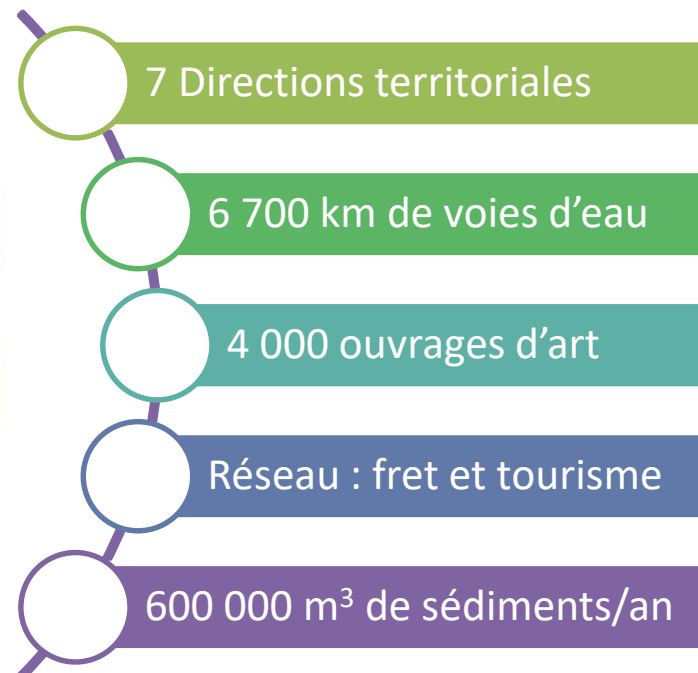 7 Directions territoriales
6 700 km de voies d’eau
4 000 ouvrages d’art
Réseau : fret et tourisme
600 000 m³ de sédiments/an